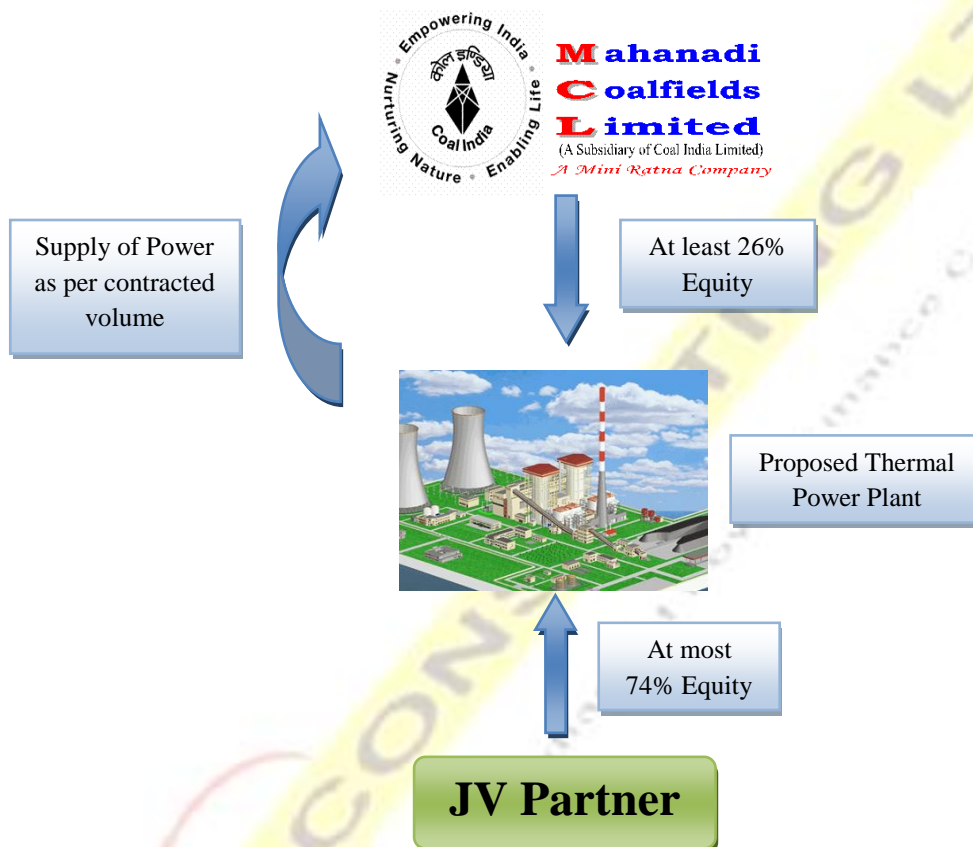 Empowering India • Nurturing Nature • Enabling Life •
कोल इण्डिया
Coal India
Mahanadi
Coalfields
Limited
(A Subsidiary of Coal India Limited)
A Mini Ratna Company
Supply of Power
as per contracted
volume
At least 26%
Equity
Proposed Thermal
Power Plant
At most
74% Equity
JV Partner
CONS
TING L